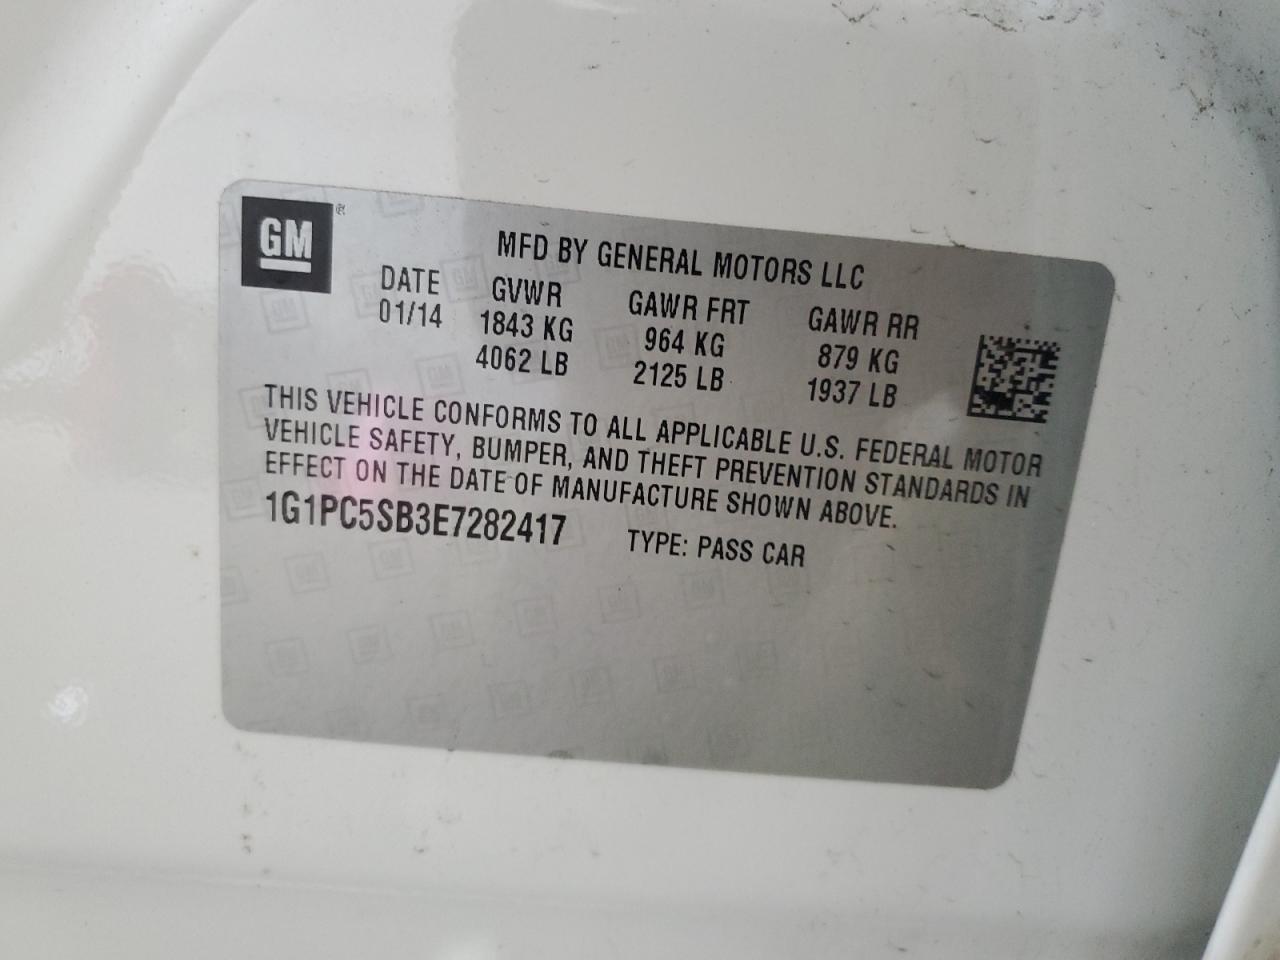 GM ®
MFD BY GENERAL MOTORS LLC
DATE GVWR GAWR FRT GAWR RR
01/14 1843 KG 964 KG 879 KG
4062 LB 2125 LB 1937 LB
THIS VEHICLE CONFORMS TO ALL APPLICABLE U.S. FEDERAL MOTOR
VEHICLE SAFETY, BUMPER, AND THEFT PREVENTION STANDARDS IN
EFFECT ON THE DATE OF MANUFACTURE SHOWN ABOVE.
1G1PC5SB3E7282417 TYPE: PASS CAR